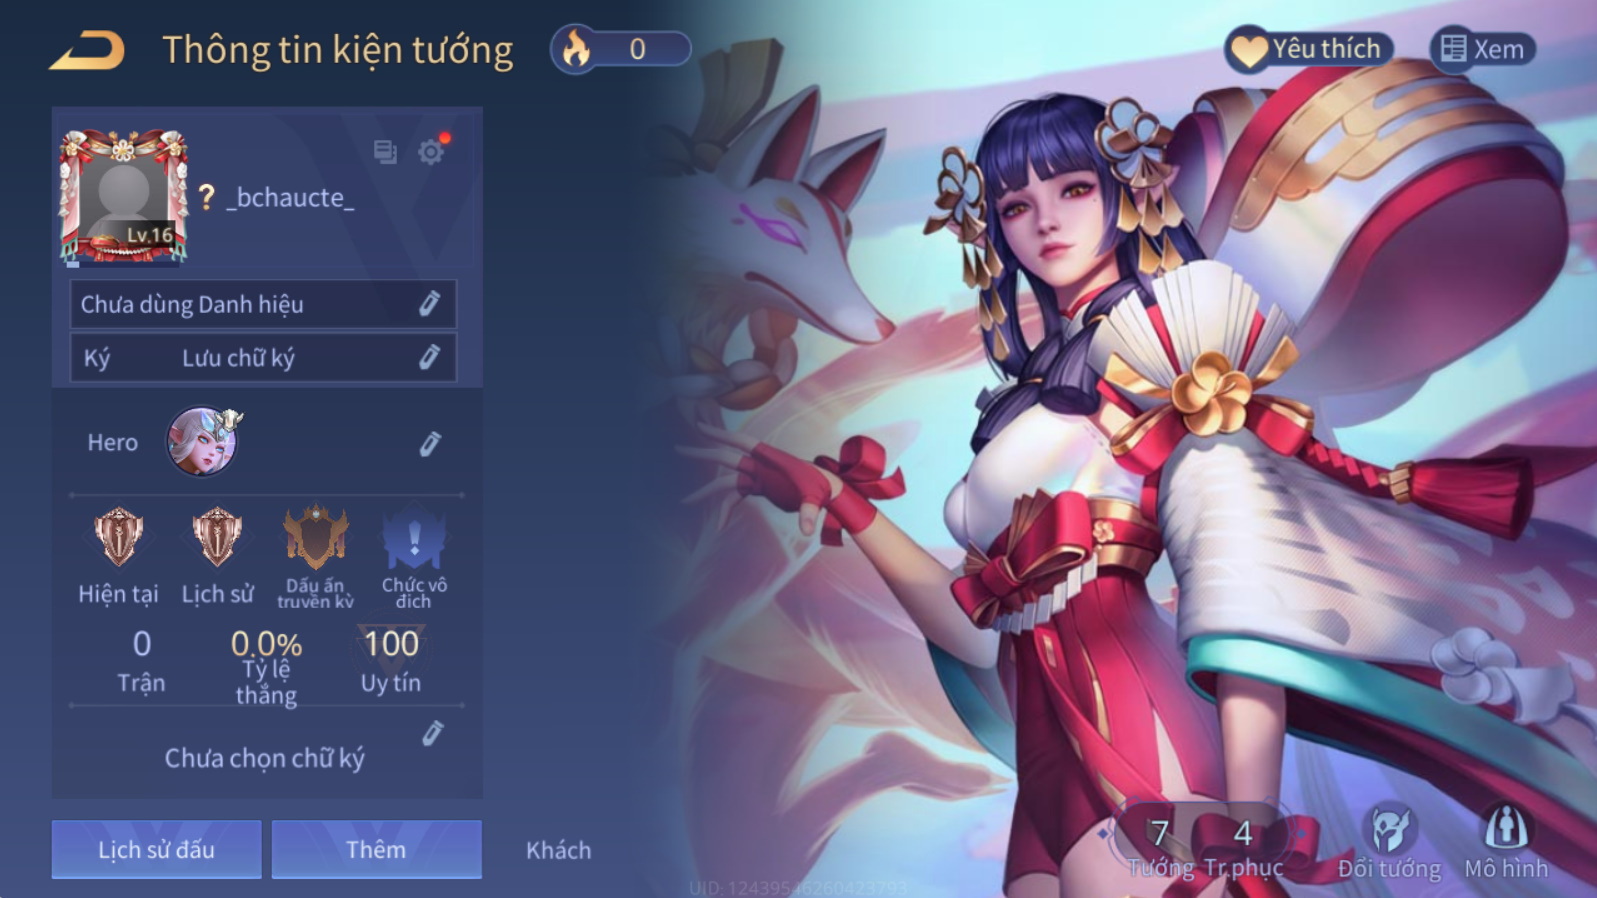 Thông tin kiện tướng
0
Yêu thích
Xem
Lv.16
? _bchaucte_
Chưa dùng Danh hiệu
Ký Lưu chữ ký
Hero
Hiện tại
Lịch sử
Dấu ấn
truyền kỳ
Chức vô
địch
0
Trận
0.0%
Tỷ lệ
thắng
100
Uy tín
Chưa chọn chữ ký
Lịch sử đấu
Thêm
Khách
7
Tướng
4
Tr.phục
Đổi tướng
Mô hình
UID: 12439546260423793